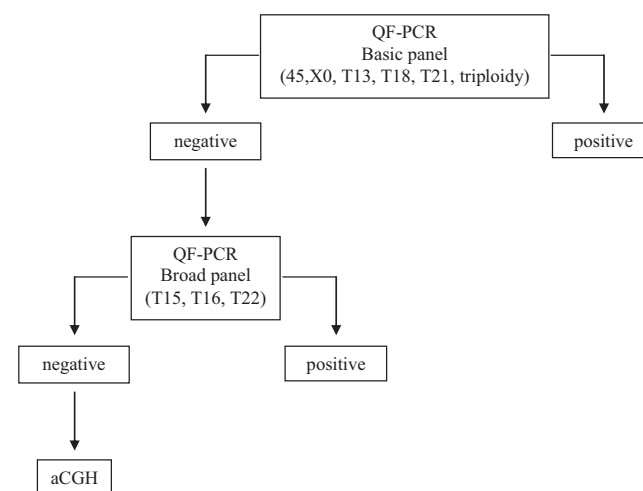 QF-PCR
Basic panel
(45,X0, T13, T18, T21, triploidy)
negative
positive
QF-PCR
Broad panel
(T15, T16, T22)
negative
positive
aCGH